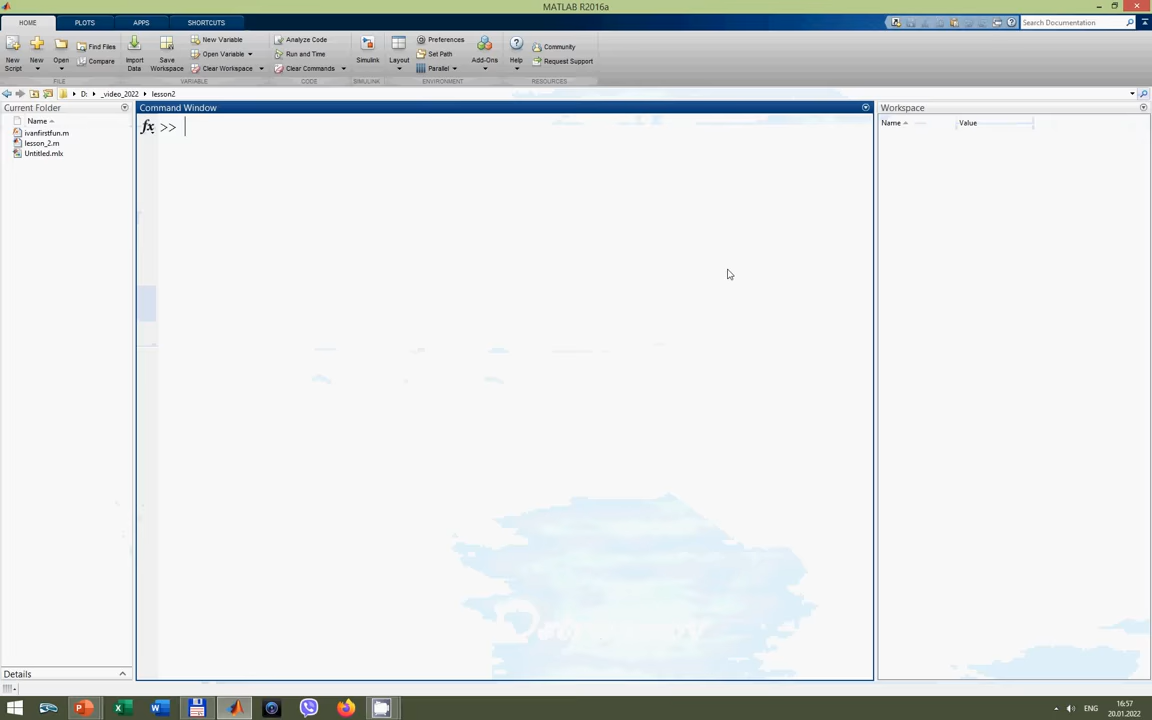 MATLAB R2016a
HOME PLOTS APPS SHORTCUTS Search Documentation
New Script New Open Find Files Compare Import Data Save Workspace New Variable Open Variable Clear Workspace Analyze Code Run and Time Clear Commands Simulink Layout Preferences Set Path Parallel Add-Ons Help Community Request Support
FILE VARIABLE CODE SIMULINK ENVIRONMENT RESOURCES
D: _video_2022 lesson2
Current Folder
Name
ivanfirstfun.m
lesson_2.m
Untitled.mlx
Details
Command Window
fx >>
Workspace
Name Value
ENG 16:57
20.01.2022